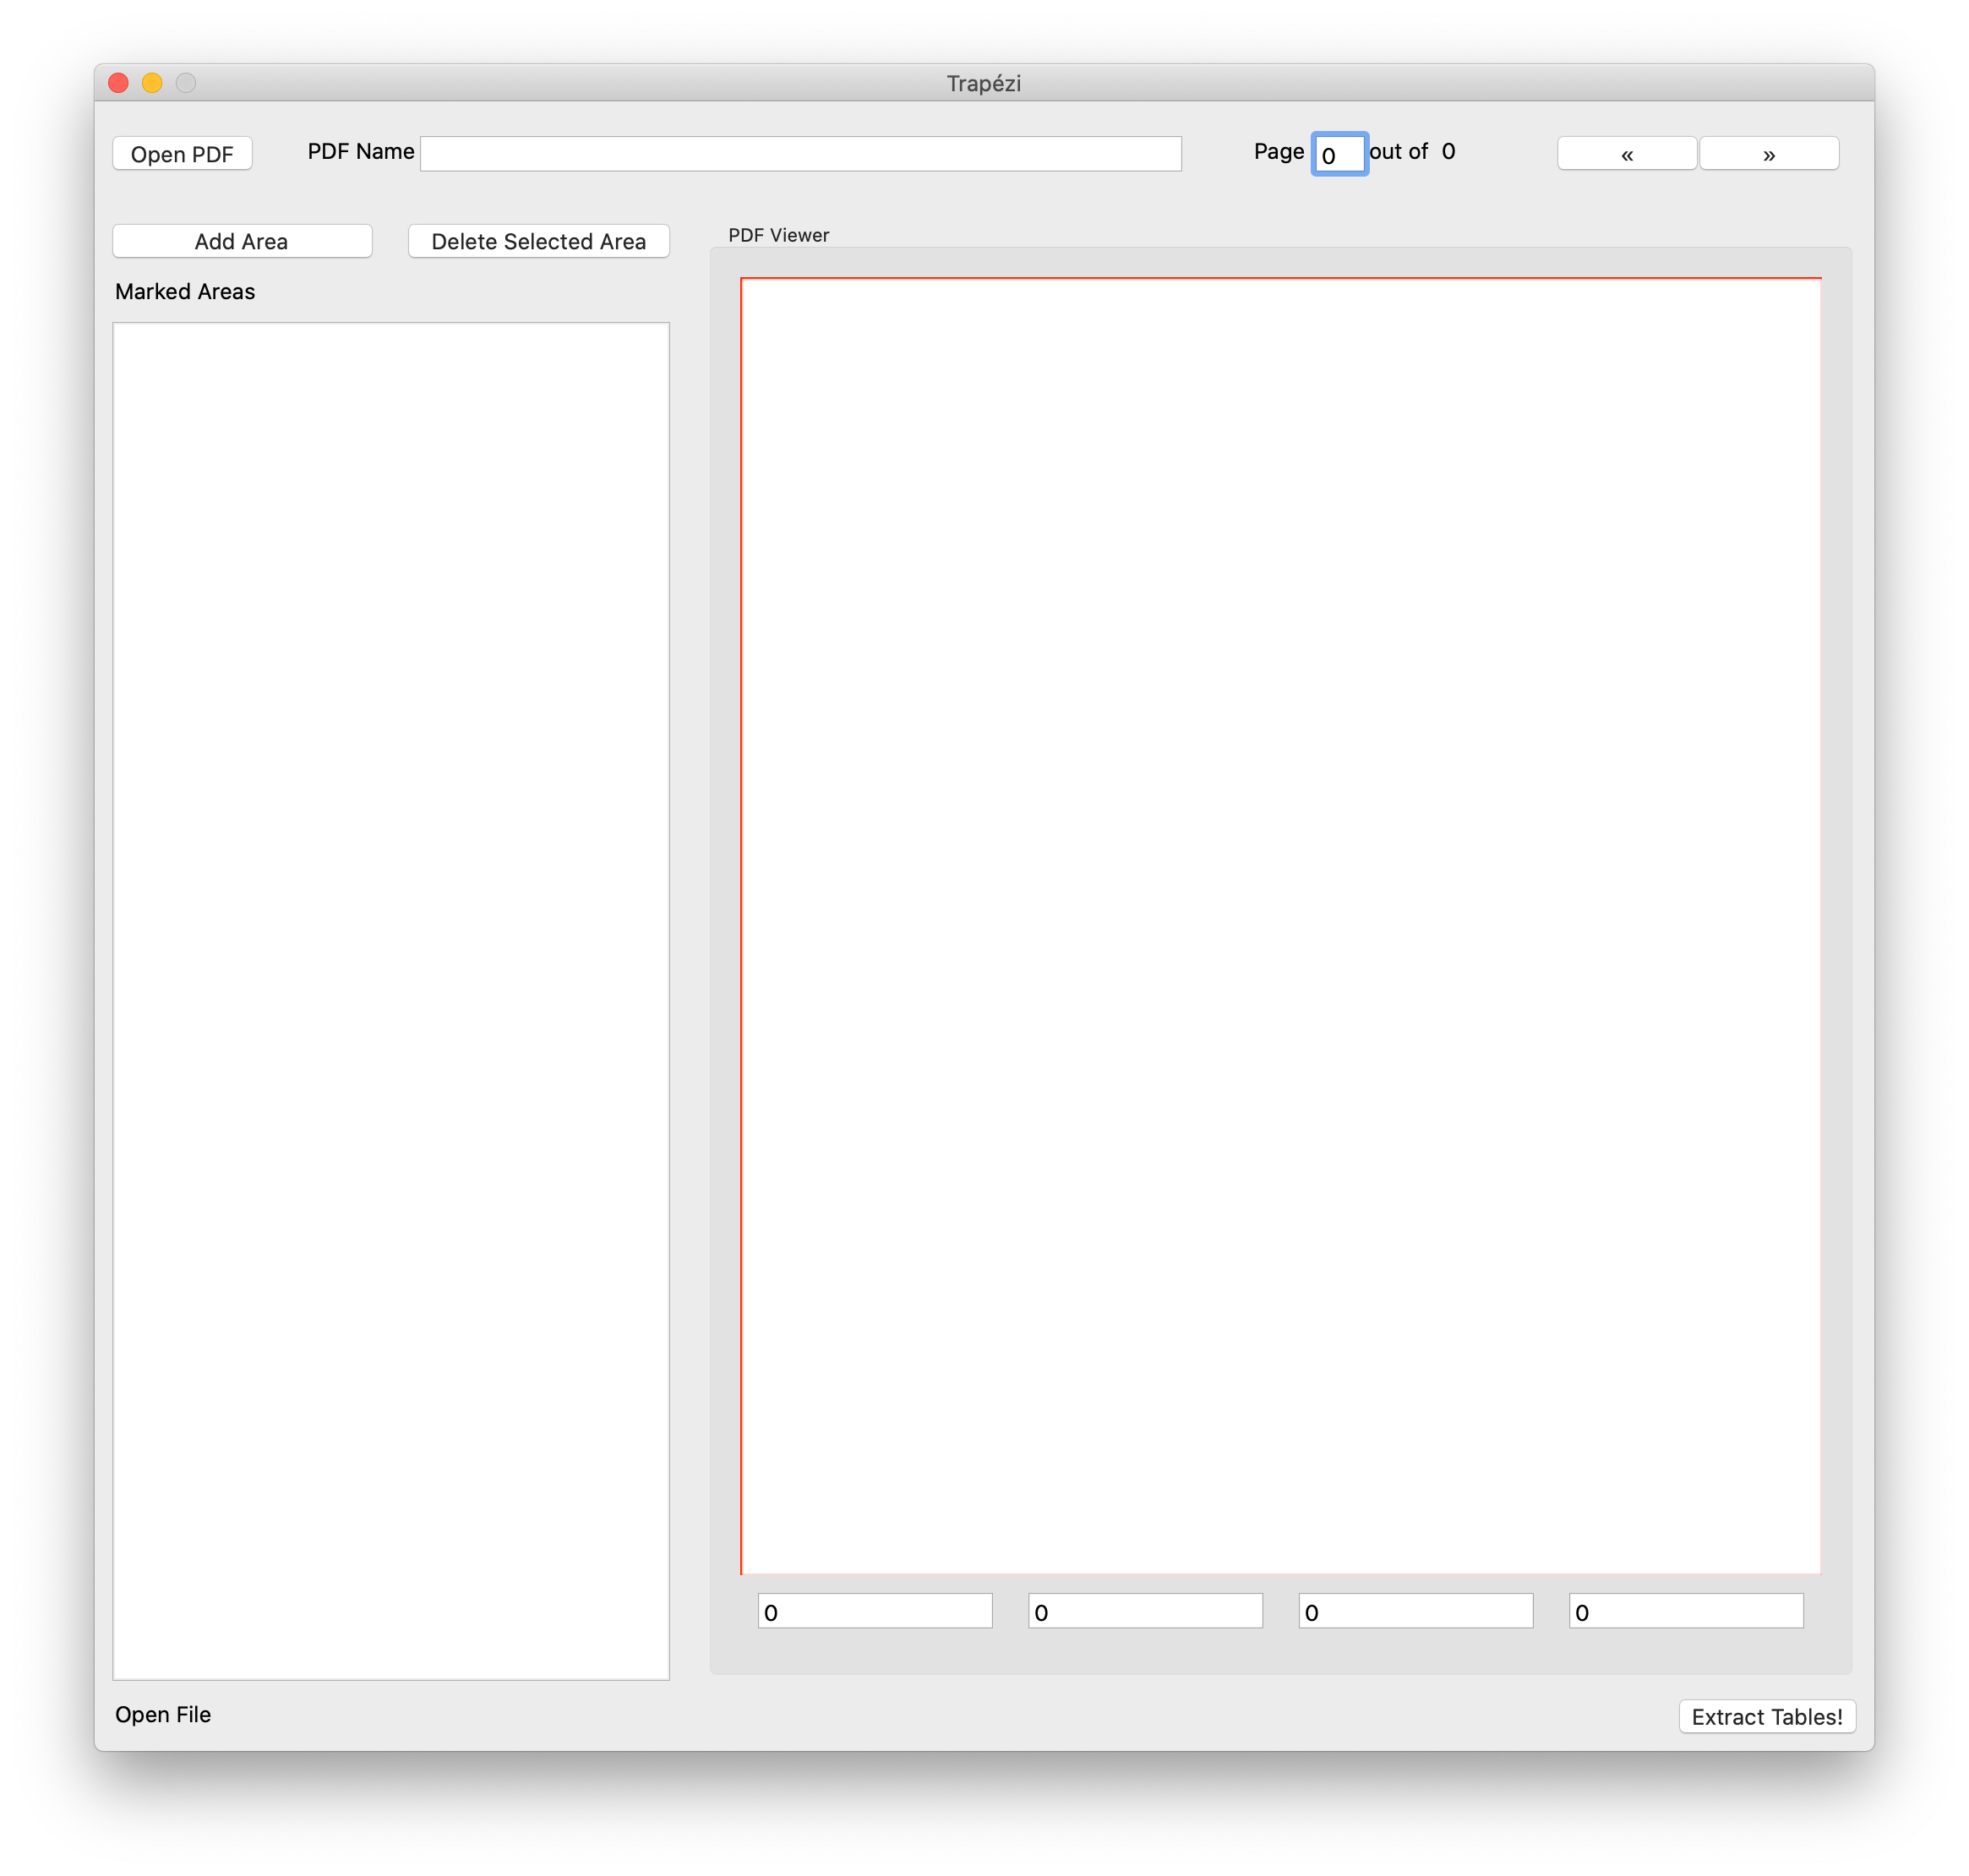 Trapézi
Open PDF PDF Name Page 0 out of 0 « »
Add Area Delete Selected Area PDF Viewer
Marked Areas
0 0 0 0
Open File Extract Tables!